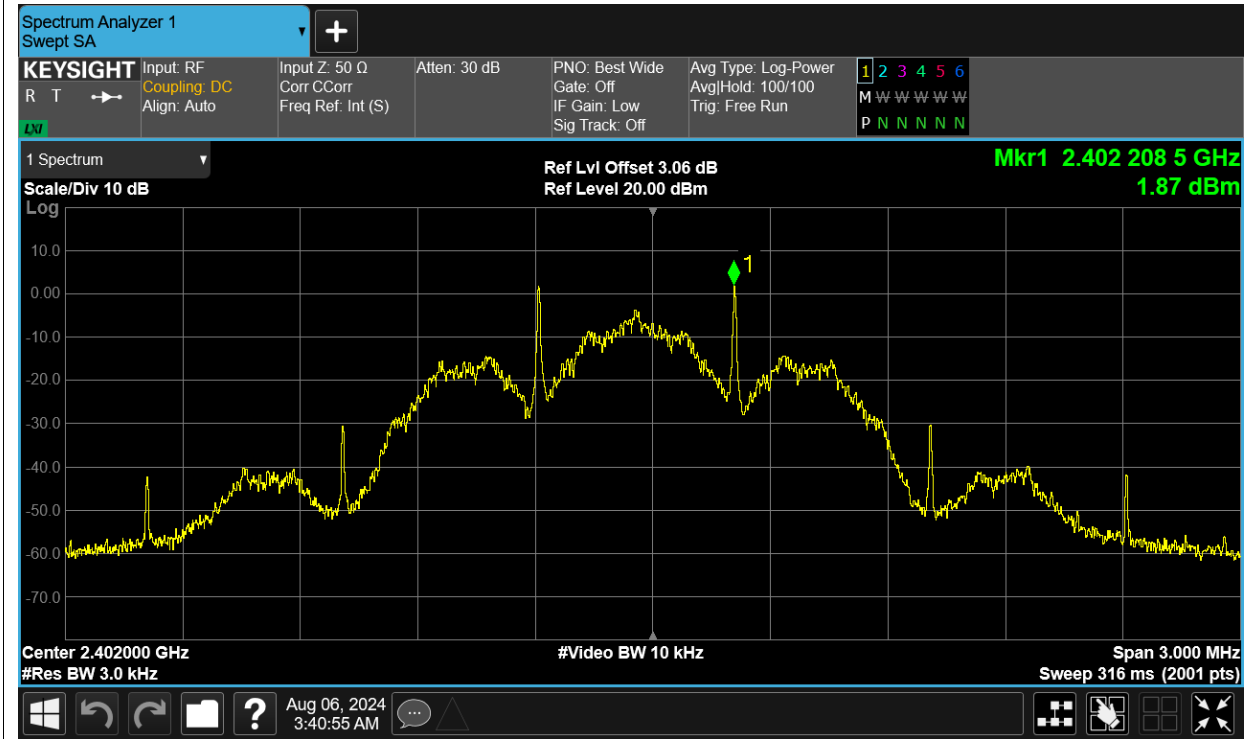 Spectrum Analyzer 1
Swept SA
+
KEYSIGHT
R T
LXI
Input: RF
Coupling: DC
Align: Auto
Input Z: 50 Ω
Corr CCorr
Freq Ref: Int (S)
Atten: 30 dB
PNO: Best Wide
Gate: Off
IF Gain: Low
Sig Track: Off
Avg Type: Log-Power
Avg|Hold: 100/100
Trig: Free Run
1 2 3 4 5 6
M W W W W W W
P N N N N N N
1 Spectrum
Scale/Div 10 dB
Log
Ref Lvl Offset 3.06 dB
Ref Level 20.00 dBm
Mkr1 2.402 208 5 GHz
1.87 dBm
1
10.0
0.00
-10.0
-20.0
-30.0
-40.0
-50.0
-60.0
-70.0
Center 2.402000 GHz
#Res BW 3.0 kHz
#Video BW 10 kHz
Span 3.000 MHz
Sweep 316 ms (2001 pts)
?
Aug 06, 2024
3:40:55 AM